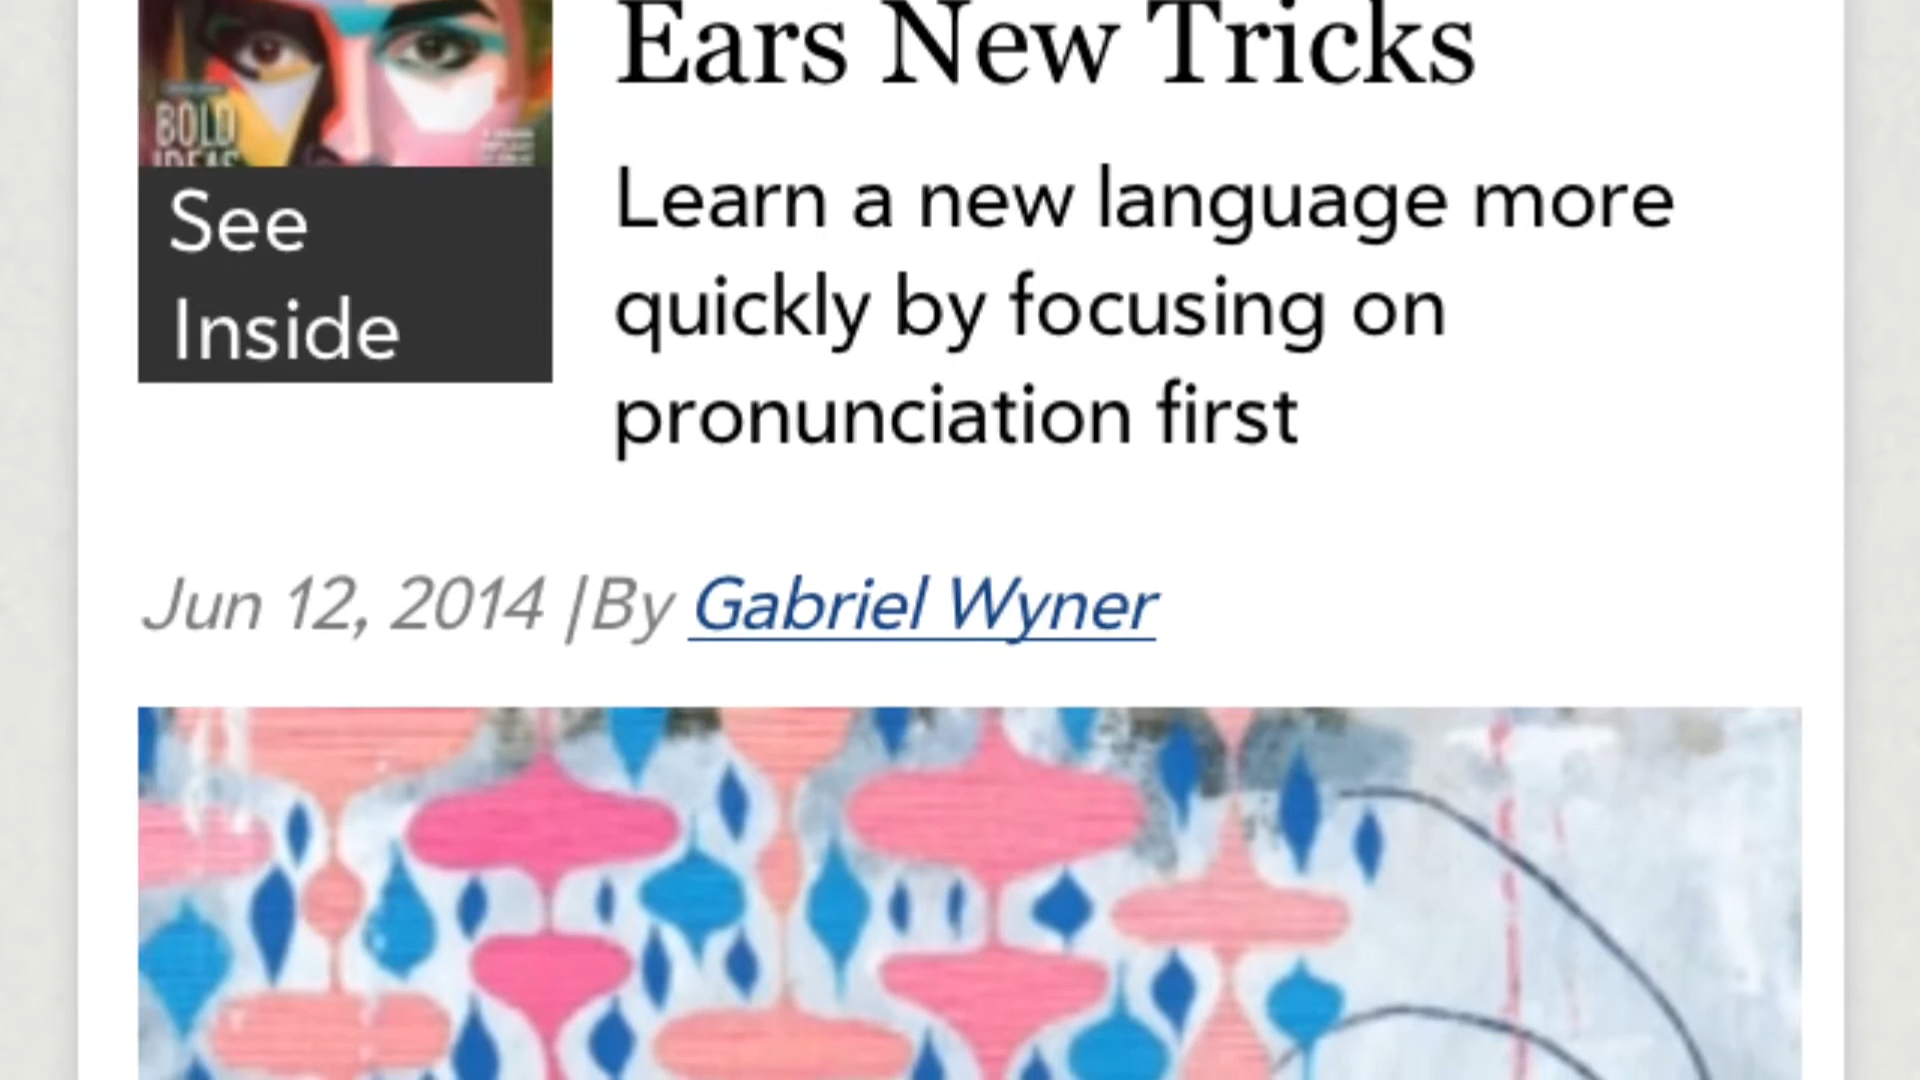 Ears New Tricks
BOLD
IDEAS
See
Inside
Learn a new language more
quickly by focusing on
pronunciation first
Jun 12, 2014 |By Gabriel Wyner